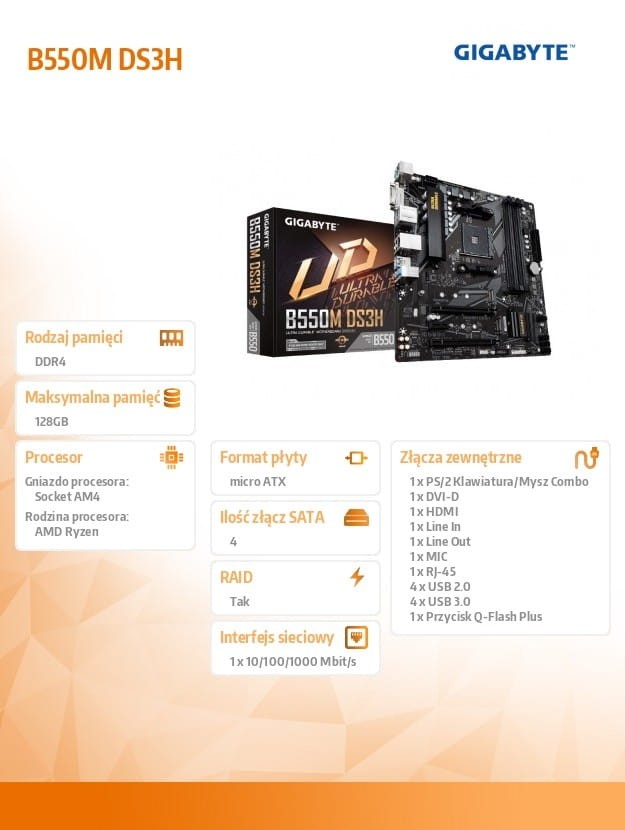 B550M DS3H
GIGABYTE™
GIGABYTE™
B550M DS3H
UD
ULTRA
DURABLE
B550M DS3H
B550
B550
Rodzaj pamięci
DDR4
Maksymalna pamięć
128GB
Procesor
Gniazdo procesora:
Socket AM4
Rodzina procesora:
AMD Ryzen
Format płyty
micro ATX
Ilość złącz SATA
4
RAID
Tak
Interfejs sieciowy
1 x 10/100/1000 Mbit/s
Złącza zewnętrzne
1 x PS/2 Klawiatura/Mysz Combo
1 x DVI-D
1 x HDMI
1 x Line In
1 x Line Out
1 x MIC
1 x RJ-45
4 x USB 2.0
4 x USB 3.0
1 x Przycisk Q-Flash Plus